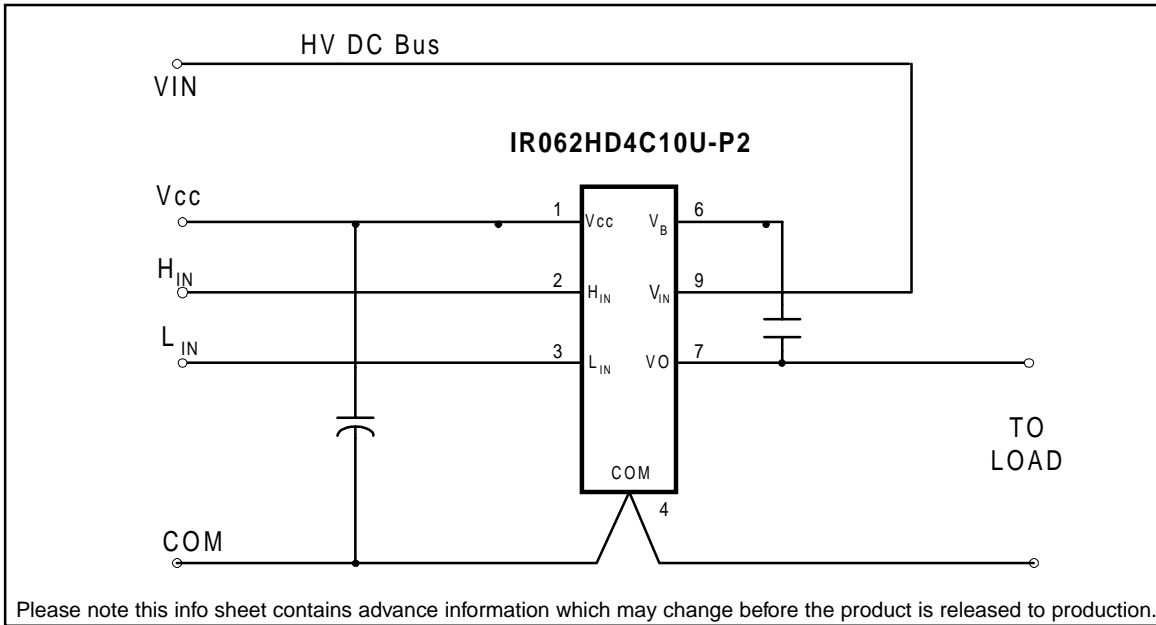 HV DC Bus
VIN
IR062HD4C10U-P2
Vcc
1
Vcc
VB
6
HIN
2
HIN
VIN
9
LIN
3
LIN
VO
7
TO
LOAD
COM
4
COM
Please note this info sheet contains advance information which may change before the product is released to production.